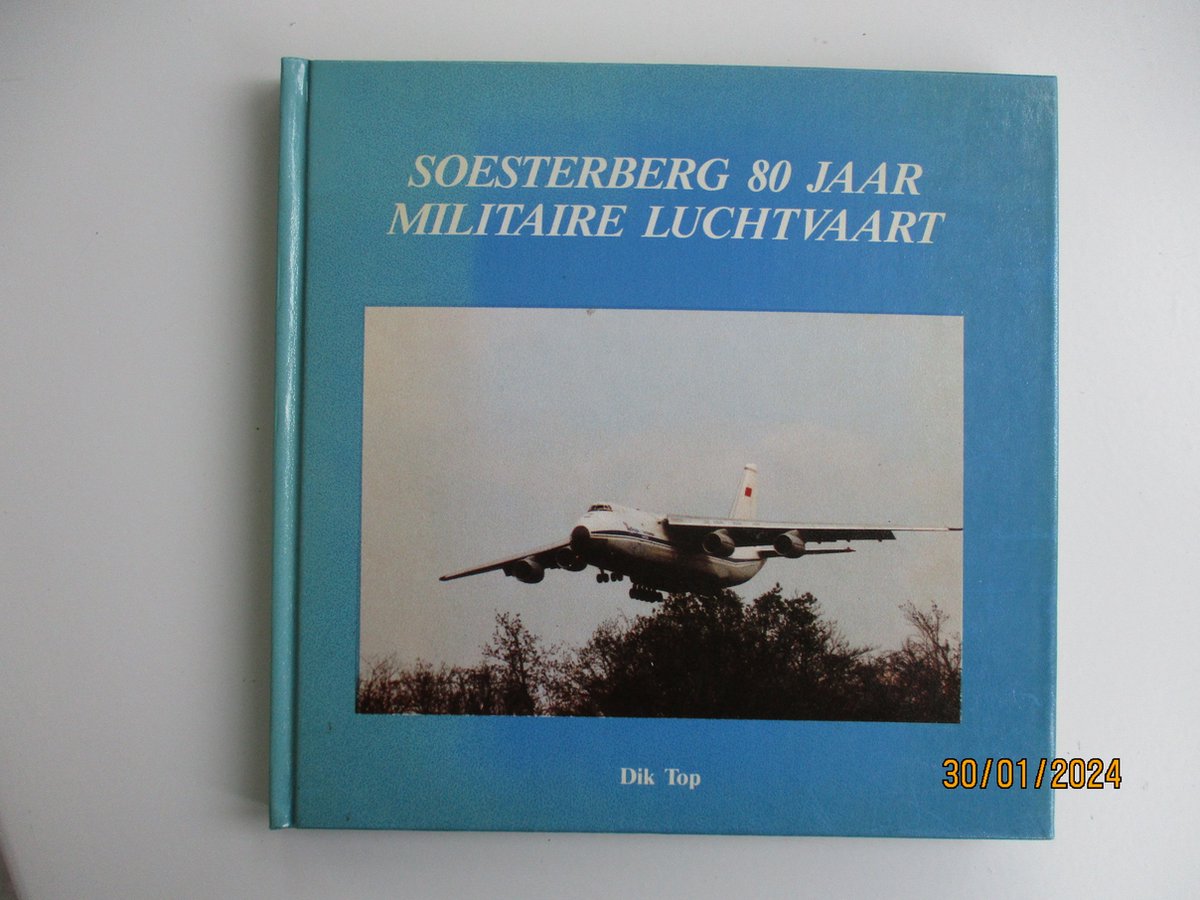 SOESTERBERG 80 JAAR
MILITAIRE LUCHTVAART
Dik Top
30/01/2024